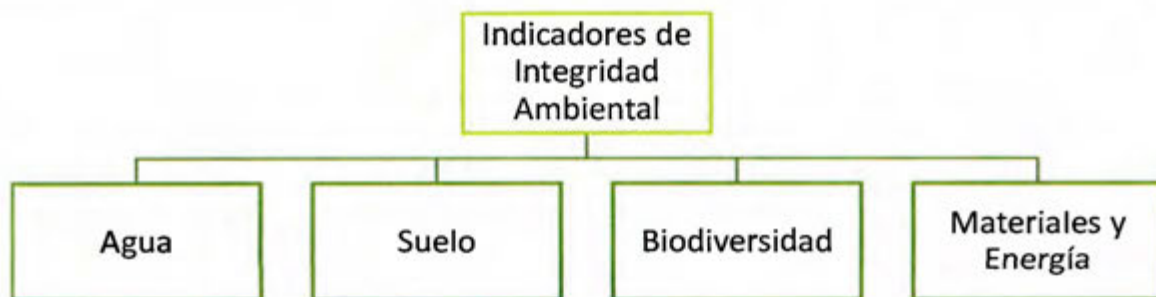 Indicadores de
Integridad
Ambiental
Agua
Suelo
Biodiversidad
Materiales y
Energía